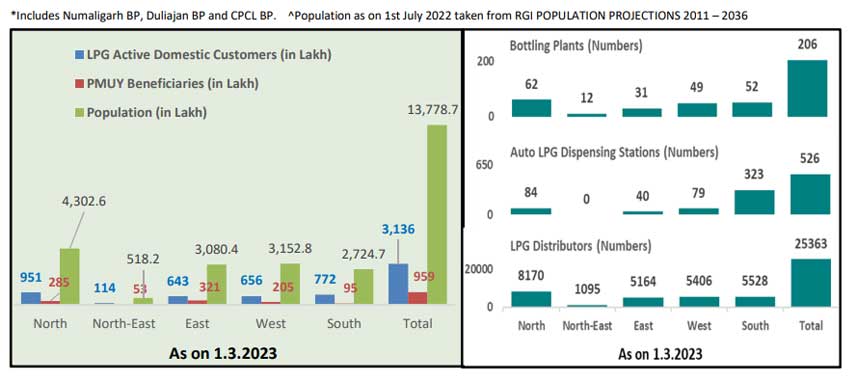 *Includes Numaligarh BP, Duliajan BP and CPCL BP. ^Population as on 1st July 2022 taken from RGI POPULATION PROJECTIONS 2011 – 2036
LPG Active Domestic Customers (in Lakh)
PMUY Beneficiaries (in Lakh)
Population (in Lakh)
13,778.7
4,302.6
518.2
3,080.4
3,152.8
2,724.7
3,136
951
285
114
53
643
321
656
205
772
95
959
North
North-East
East
West
South
Total
As on 1.3.2023
Bottling Plants (Numbers)
206
200
62
12
31
49
52
0
Auto LPG Dispensing Stations (Numbers)
526
650
84
0
40
79
323
0
LPG Distributors (Numbers)
25363
20000
8170
1095
5164
5406
5528
0
North
North-East
East
West
South
Total
As on 1.3.2023